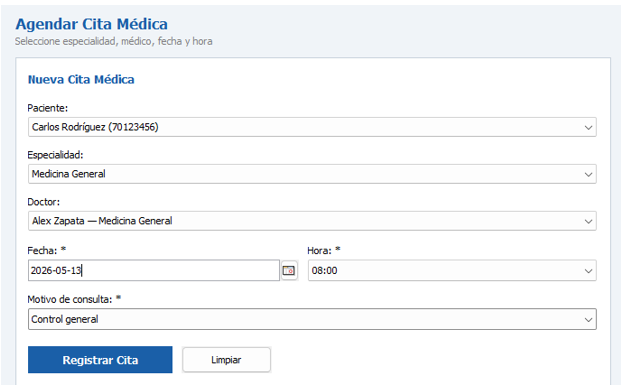 Agendar Cita Médica
Seleccione especialidad, médico, fecha y hora
Nueva Cita Médica
Paciente:
Carlos Rodríguez (70123456)
Especialidad:
Medicina General
Doctor:
Alex Zapata — Medicina General
Fecha: * Hora: *
2026-05-13 08:00
Motivo de consulta: *
Control general
Registrar Cita Limpiar